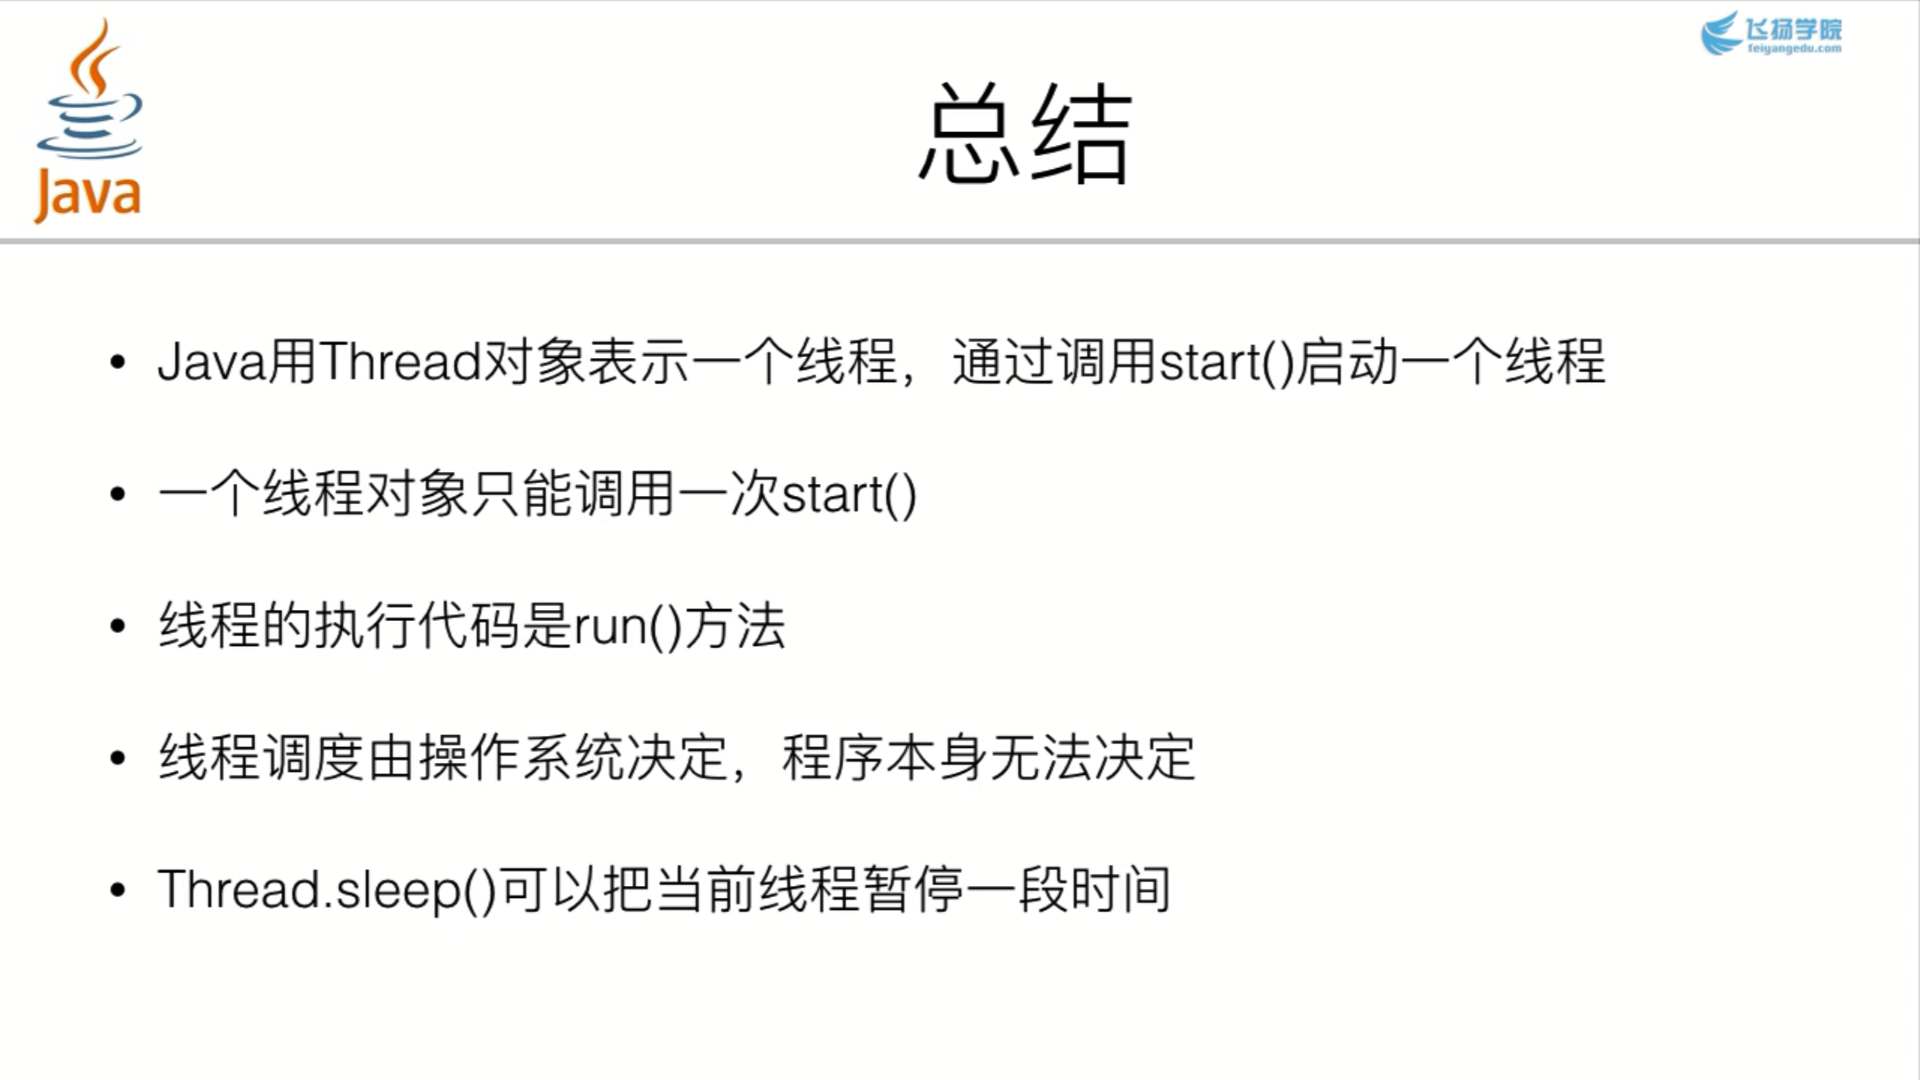 飞扬学院
feiyangedu.com
Java
总结
• Java用Thread对象表示一个线程，通过调用start()启动一个线程
• 一个线程对象只能调用一次start()
• 线程的执行代码是run()方法
• 线程调度由操作系统决定，程序本身无法决定
• Thread.sleep()可以把当前线程暂停一段时间